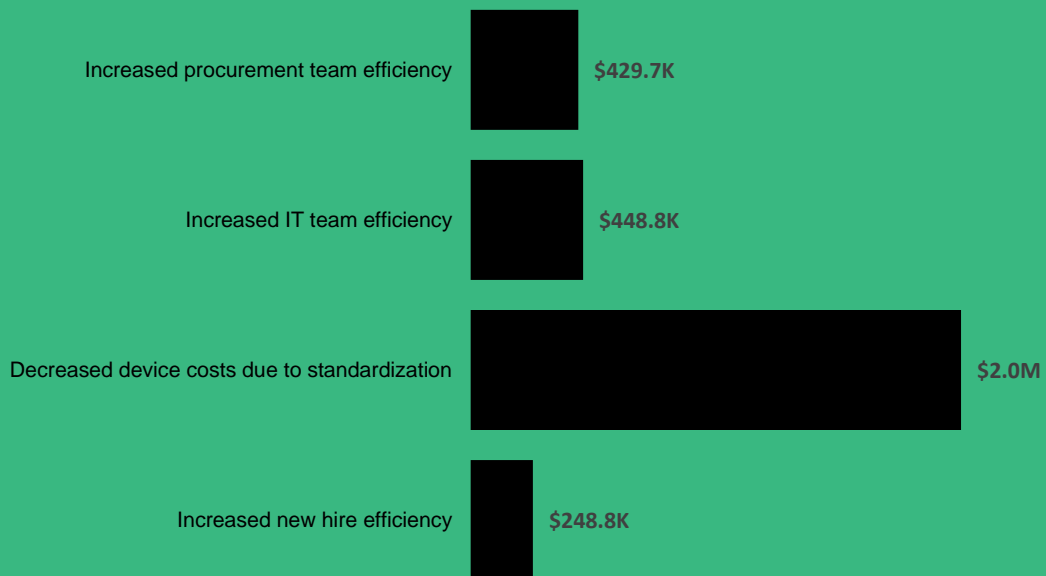 Increased procurement team efficiency $429.7K
Increased IT team efficiency $448.8K
Decreased device costs due to standardization $2.0M
Increased new hire efficiency $248.8K